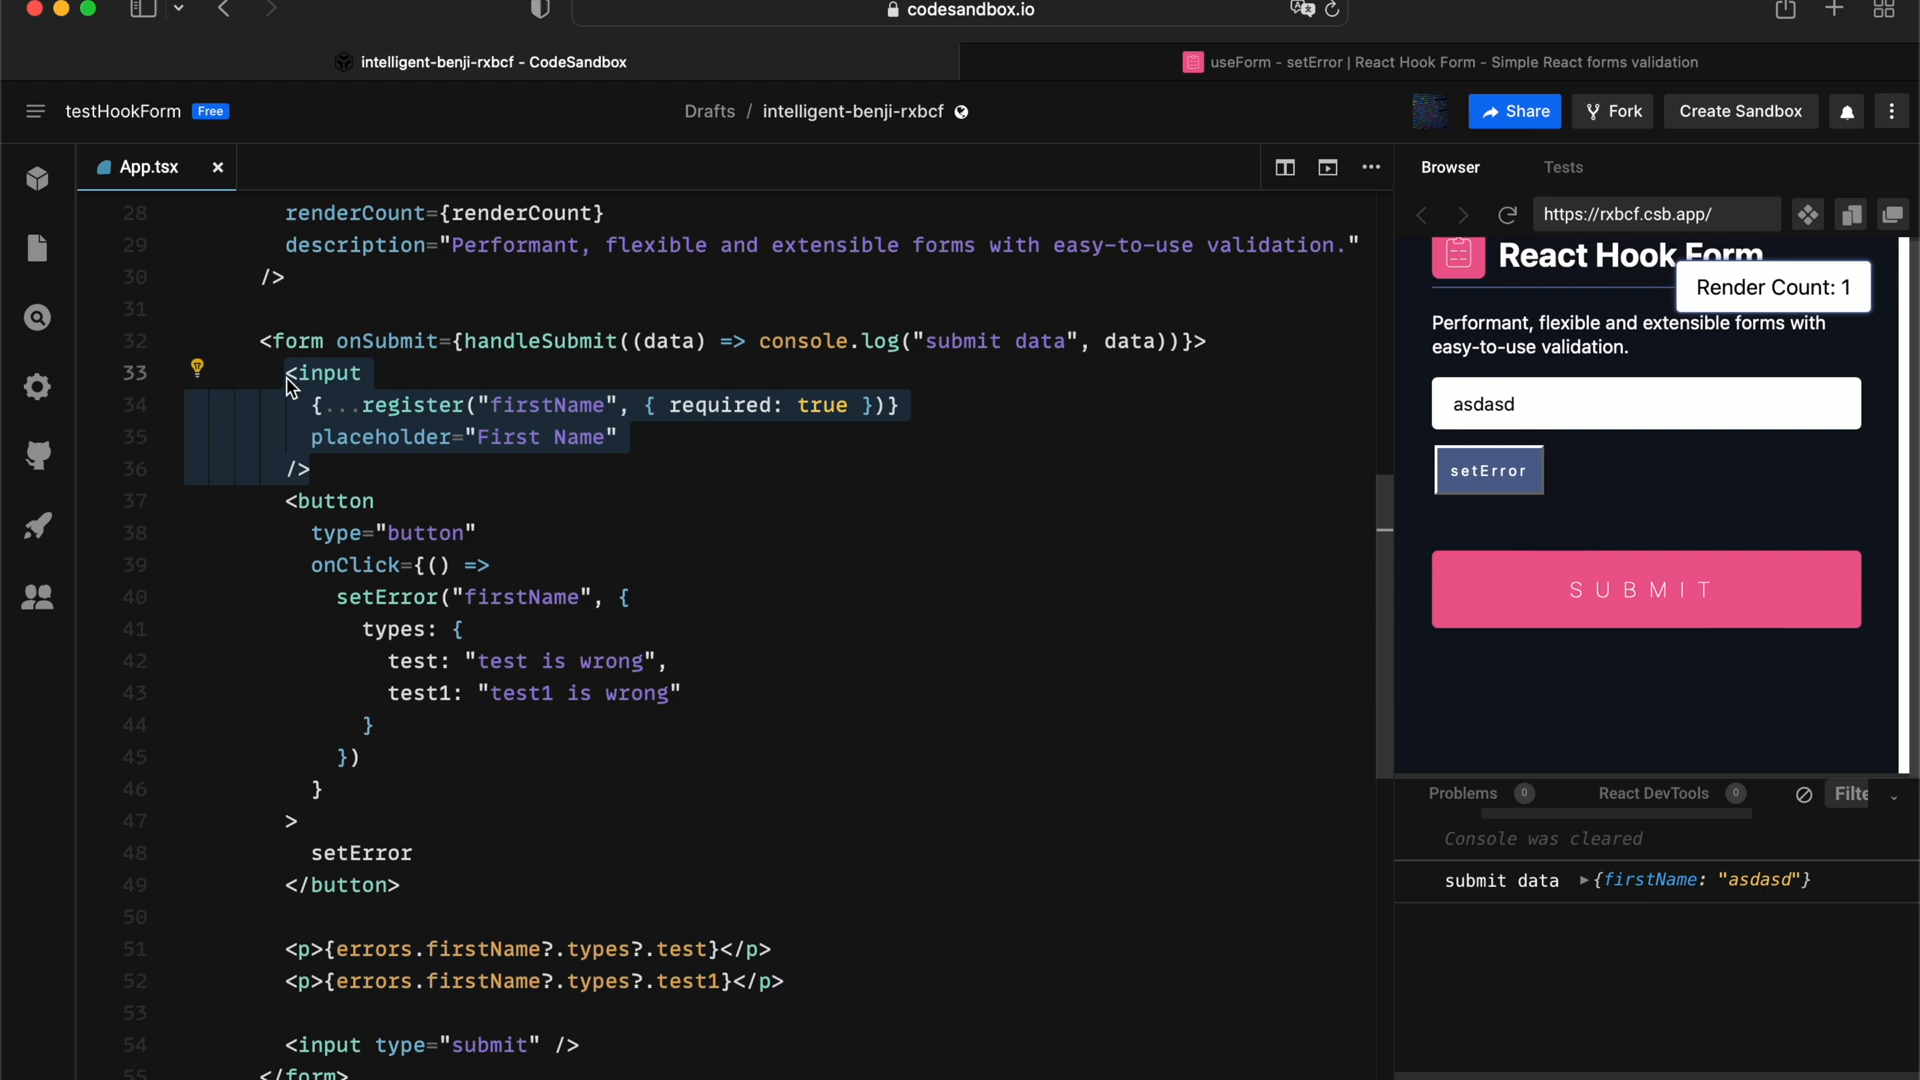 codesandbox.io
intelligent-benji-rxbcf - CodeSandbox
useForm - setError | React Hook Form - Simple React forms validation
testHookForm Free
Drafts / intelligent-benji-rxbcf
Share Fork Create Sandbox
App.tsx
28 renderCount={renderCount}
29 description="Performant, flexible and extensible forms with easy-to-use validation."
30 />
31
32 <form onSubmit={handleSubmit((data) => console.log("submit data", data))}>
33 <input
34 {...register("firstName", { required: true })}
35 placeholder="First Name"
36 />
37 <button
38 type="button"
39 onClick={() =>
40 setError("firstName", {
41 types: {
42 test: "test is wrong",
43 test1: "test1 is wrong"
44 }
45 })
46 }
47 >
48 setError
49 </button>
50
51 <p>{errors.firstName?.types?.test}</p>
52 <p>{errors.firstName?.types?.test1}</p>
53
54 <input type="submit" />
55 </form>
Browser Tests
https://rxbcf.csb.app/
React Hook Form
Render Count: 1
Performant, flexible and extensible forms with
easy-to-use validation.
asdasd
setError
SUBMIT
Problems 0 React DevTools 0 Filte
Console was cleared
submit data ▸{firstName: "asdasd"}